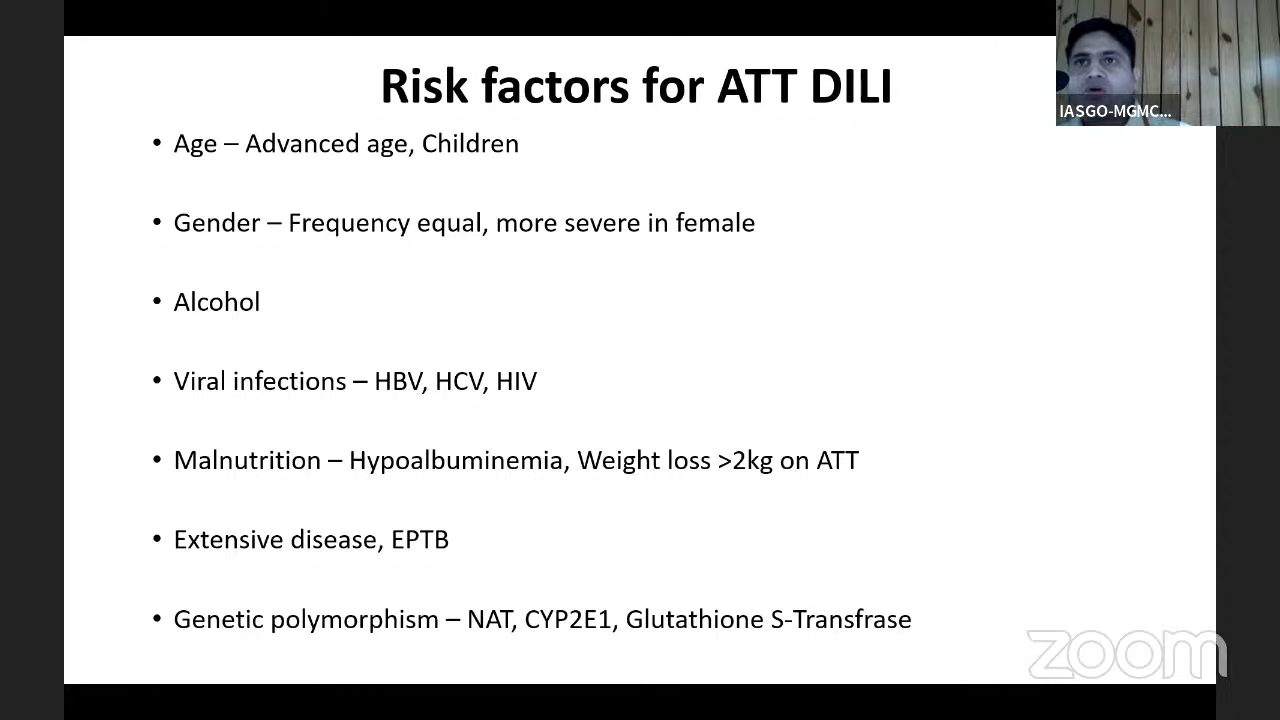 Risk factors for ATT DILI
IASGO-MGMC...
• Age – Advanced age, Children
• Gender – Frequency equal, more severe in female
• Alcohol
• Viral infections – HBV, HCV, HIV
• Malnutrition – Hypoalbuminemia, Weight loss >2kg on ATT
• Extensive disease, EPTB
• Genetic polymorphism – NAT, CYP2E1, Glutathione S-Transfrase
zoom